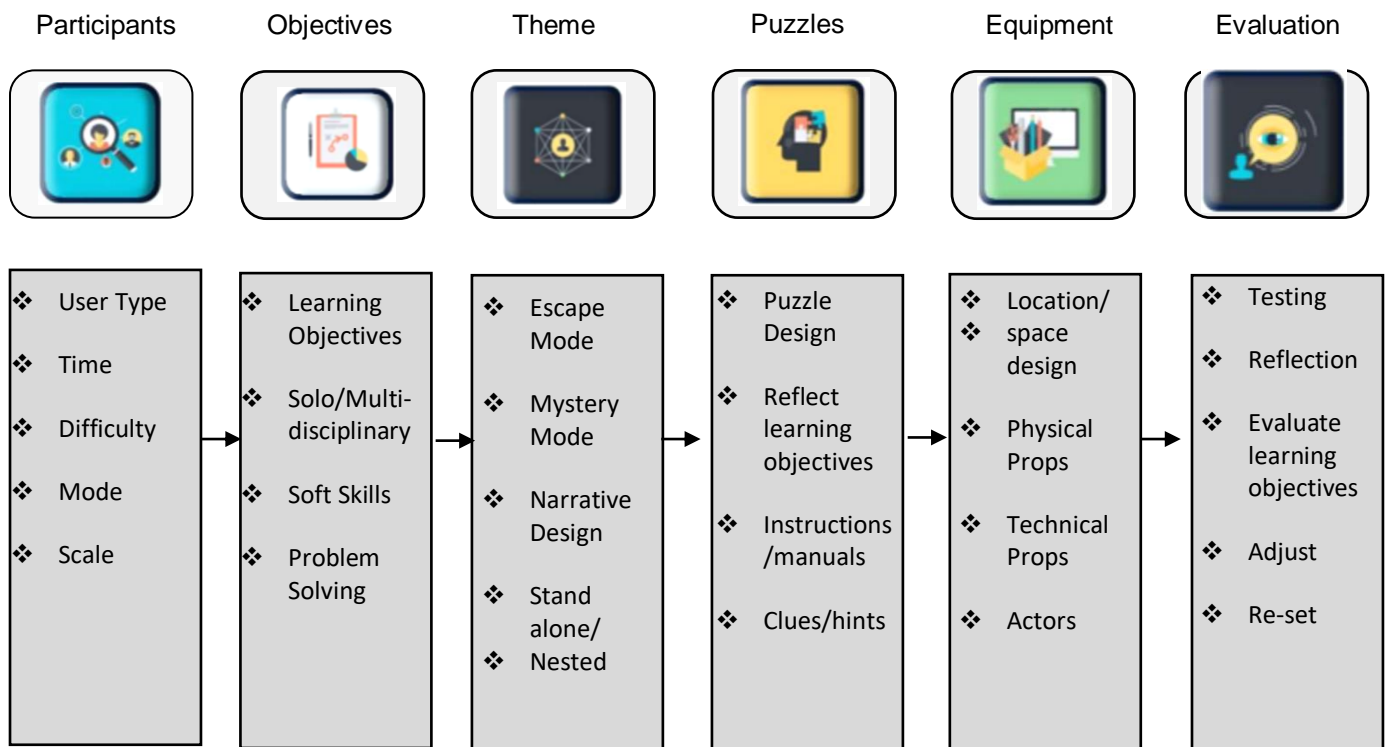 Participants
Objectives
Theme
Puzzles
Equipment
Evaluation
❖ User Type
❖ Time
❖ Difficulty
❖ Mode
❖ Scale
❖ Learning
Objectives
❖ Solo/Multi-
disciplinary
❖ Soft Skills
❖ Problem
Solving
❖ Escape
Mode
❖ Mystery
Mode
❖ Narrative
Design
❖ Stand
alone/
❖ Nested
❖ Puzzle
Design
❖ Reflect
learning
objectives
❖ Instructions
/manuals
❖ Clues/hints
❖ Location/
❖ space
design
❖ Physical
Props
❖ Technical
Props
❖ Actors
❖ Testing
❖ Reflection
❖ Evaluate
learning
objectives
❖ Adjust
❖ Re-set